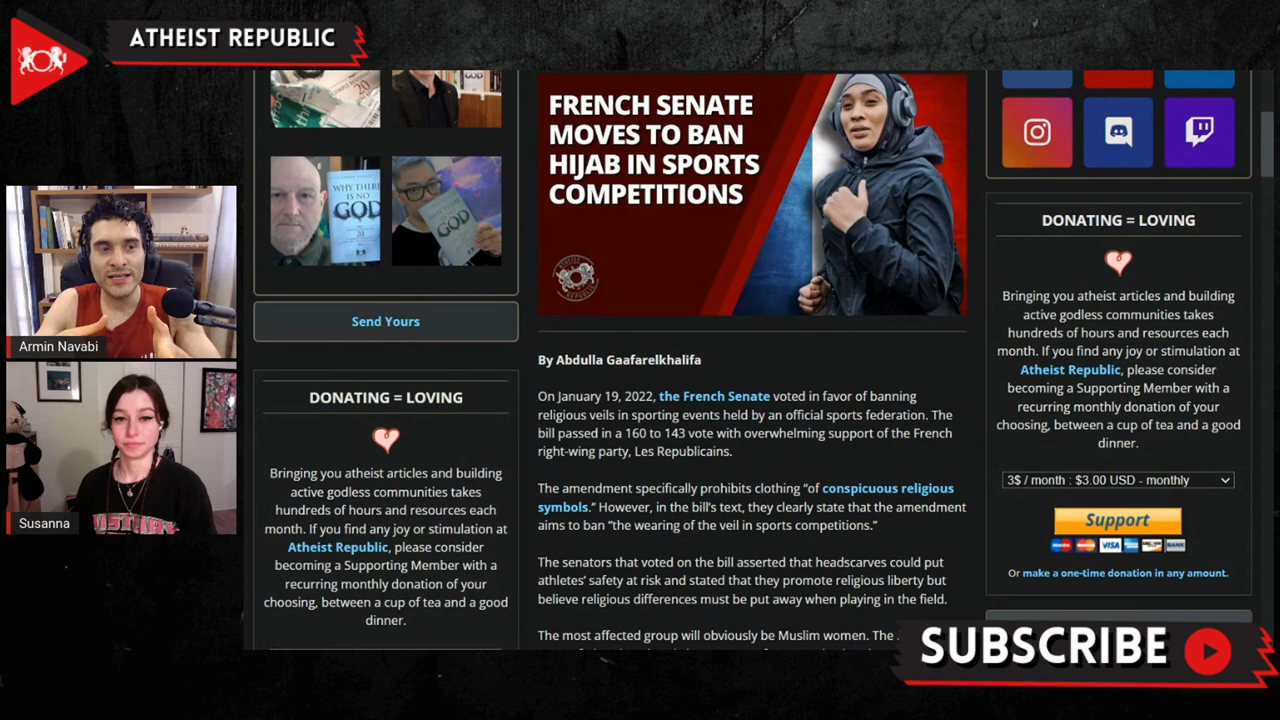 ATHEIST REPUBLIC
WHY THERE
IS NO
GOD
20
Send Yours
DONATING = LOVING
Bringing you atheist articles and building
active godless communities takes
hundreds of hours and resources each
month. If you find any joy or stimulation at
Atheist Republic, please consider
becoming a Supporting Member with a
recurring monthly donation of your
choosing, between a cup of tea and a good
dinner.
FRENCH SENATE
MOVES TO BAN
HIJAB IN SPORTS
COMPETITIONS
By Abdulla Gaafarelkhalifa
On January 19, 2022, the French Senate voted in favor of banning
religious veils in sporting events held by an official sports federation. The
bill passed in a 160 to 143 vote with overwhelming support of the French
right-wing party, Les Republicains.
The amendment specifically prohibits clothing “of conspicuous religious
symbols.” However, in the bill’s text, they clearly state that the amendment
aims to ban “the wearing of the veil in sports competitions.”
The senators that voted on the bill asserted that headscarves could put
athletes’ safety at risk and stated that they promote religious liberty but
believe religious differences must be put away when playing in the field.
The most affected group will obviously be Muslim women. The
DONATING = LOVING
Bringing you atheist articles and building
active godless communities takes
hundreds of hours and resources each
month. If you find any joy or stimulation at
Atheist Republic, please consider
becoming a Supporting Member with a
recurring monthly donation of your
choosing, between a cup of tea and a good
dinner.
3$ / month : $3.00 USD - monthly
Support
VISA
BANK
Or make a one-time donation in any amount.
Armin Navabi
Susanna
SUBSCRIBE